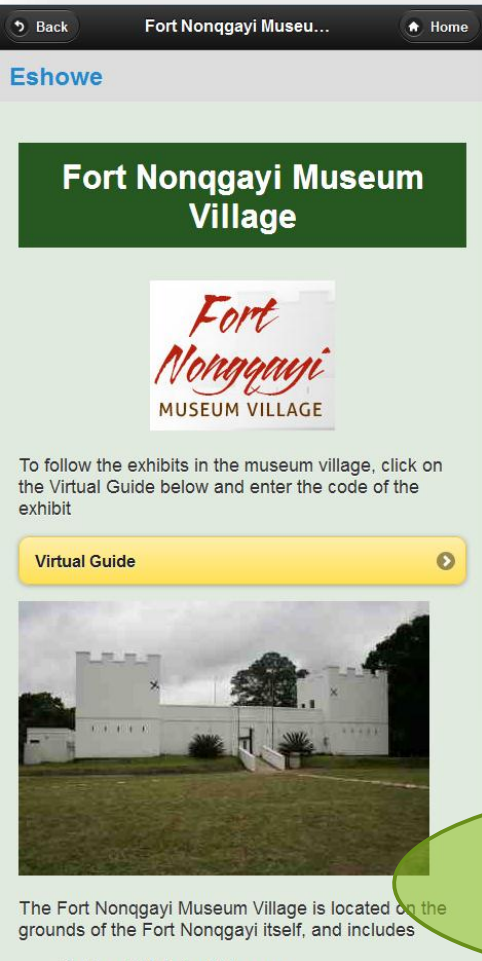 Back
Fort Nonqgayi Museu...
Home
Eshowe
Fort Nonqgayi Museum
Village
Fort
Nongqayi
MUSEUM VILLAGE
To follow the exhibits in the museum village, click on
the Virtual Guide below and enter the code of the
exhibit
Virtual Guide
The Fort Nonqgayi Museum Village is located on the
grounds of the Fort Nonqgayi itself, and includes